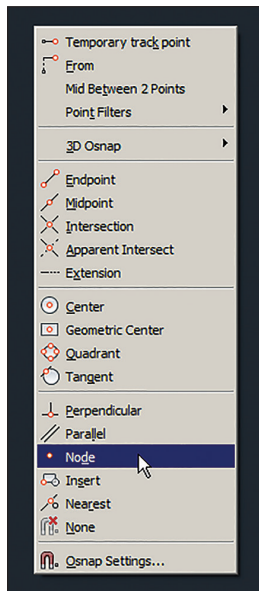 Temporary track point
From
Mid Between 2 Points
Point Filters
3D Osnap
Endpoint
Midpoint
Intersection
Apparent Intersect
Extension
Center
Geometric Center
Quadrant
Tangent
Perpendicular
Parallel
Node
Insert
Nearest
None
Osnap Settings...